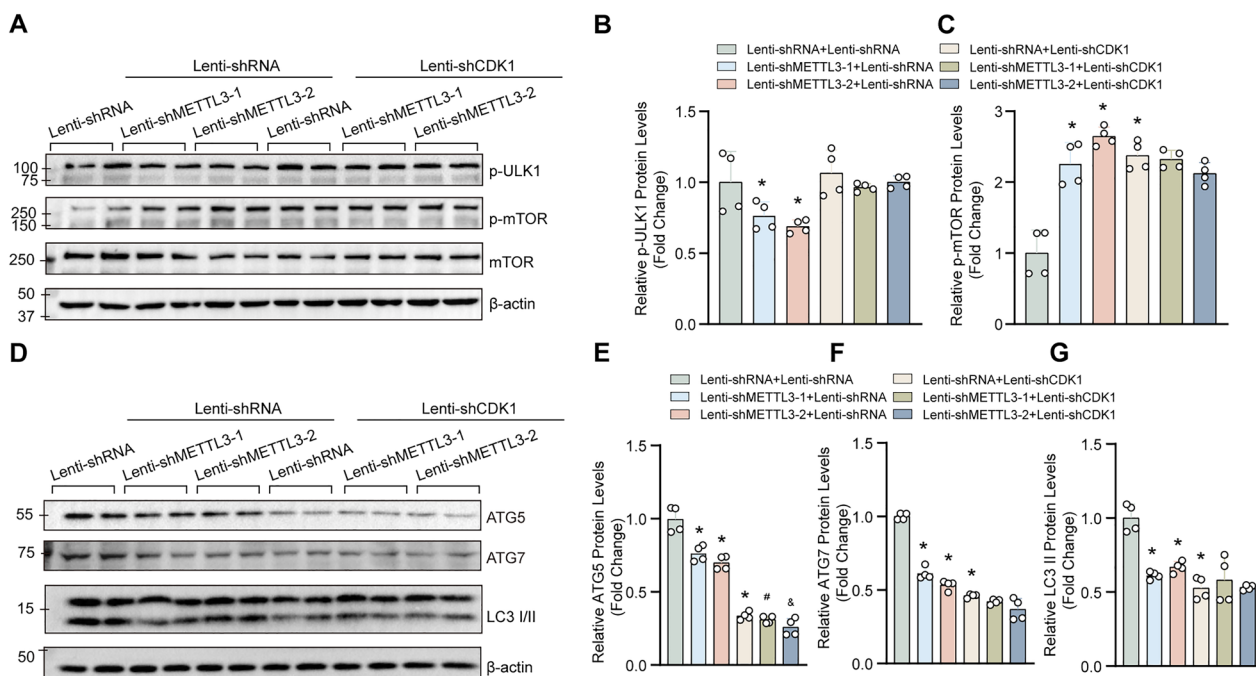 A
Lenti-shRNA
Lenti-shCDK1
Lenti-shRNA
Lenti-shMETTL3-1
Lenti-shMETTL3-2
Lenti-shRNA
Lenti-shMETTL3-1
Lenti-shMETTL3-2
100
75
p-ULK1
250
150
p-mTOR
250
mTOR
50
37
β-actin
B
C
Lenti-shRNA+Lenti-shRNA
Lenti-shMETTL3-1+Lenti-shRNA
Lenti-shMETTL3-2+Lenti-shRNA
Lenti-shRNA+Lenti-shCDK1
Lenti-shMETTL3-1+Lenti-shCDK1
Lenti-shMETTL3-2+Lenti-shCDK1
Relative p-ULK1 Protein Levels
(Fold Change)
1.5
1.0
0.5
0.0
*
*
Relative p-mTOR Protein Levels
(Fold Change)
3
2
1
0
*
*
*
D
Lenti-shRNA
Lenti-shCDK1
Lenti-shRNA
Lenti-shMETTL3-1
Lenti-shMETTL3-2
Lenti-shRNA
Lenti-shMETTL3-1
Lenti-shMETTL3-2
55
ATG5
75
ATG7
15
LC3 I/II
50
β-actin
E
F
G
Lenti-shRNA+Lenti-shRNA
Lenti-shMETTL3-1+Lenti-shRNA
Lenti-shMETTL3-2+Lenti-shRNA
Lenti-shRNA+Lenti-shCDK1
Lenti-shMETTL3-1+Lenti-shCDK1
Lenti-shMETTL3-2+Lenti-shCDK1
Relative ATG5 Protein Levels
(Fold Change)
1.5
1.0
0.5
0.0
*
*
*
#
&
Relative ATG7 Protein Levels
(Fold Change)
1.5
1.0
0.5
0.0
*
*
*
Relative LC3 II Protein Levels
(Fold Change)
1.5
1.0
0.5
0.0
*
*
*